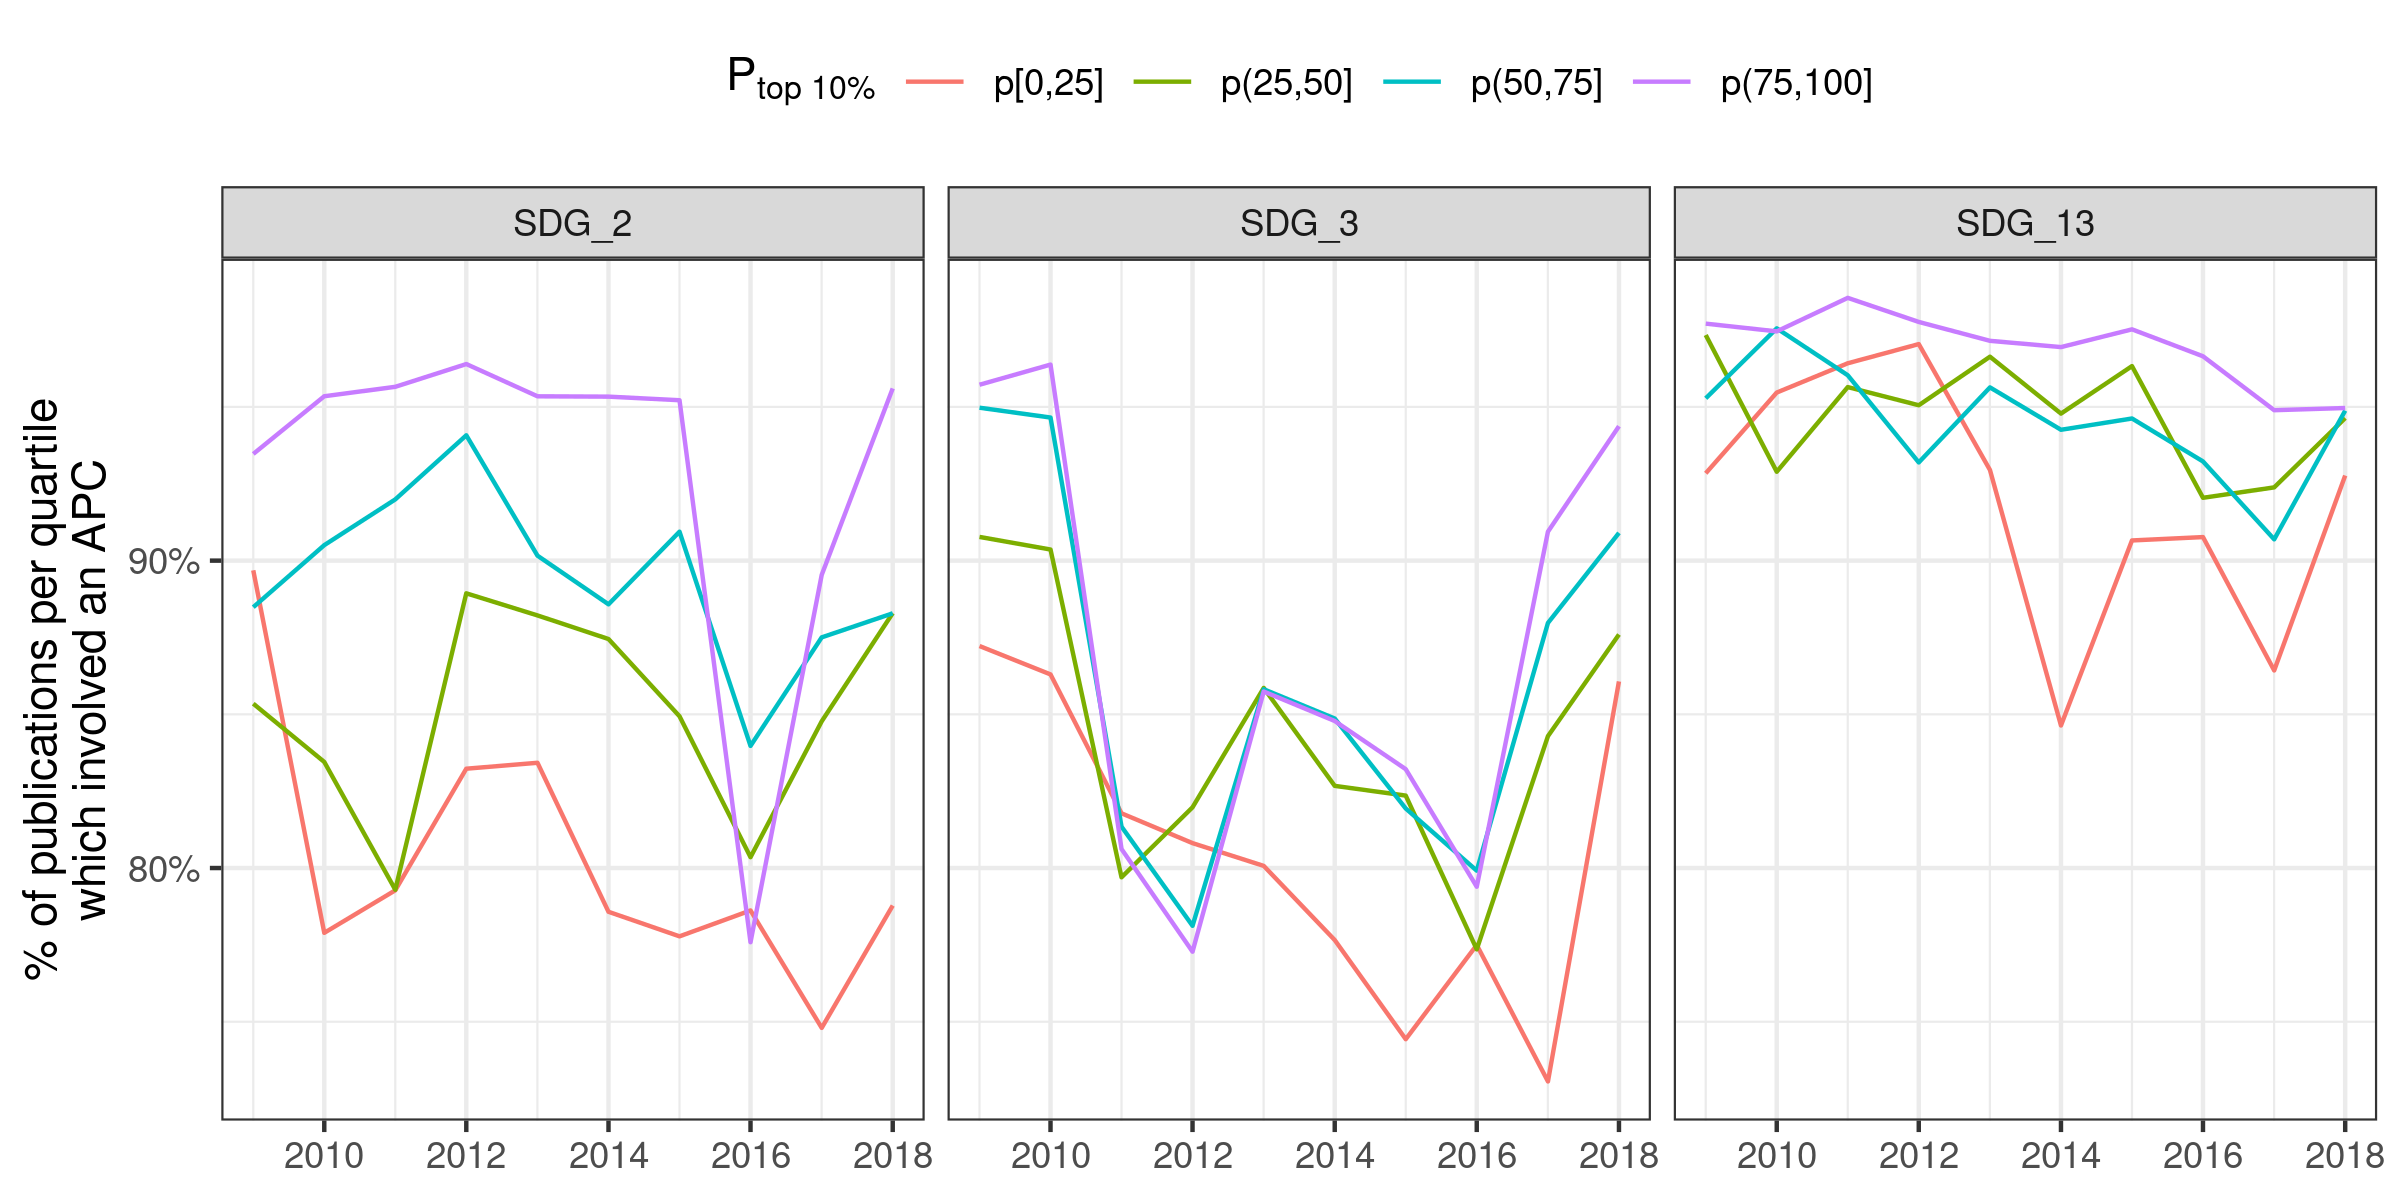 P top 10% p[0,25] p(25,50] p(50,75] p(75,100]
SDG_2 SDG_3 SDG_13
% of publications per quartile
which involved an APC
90%
80%
2010 2012 2014 2016 2018 2010 2012 2014 2016 2018 2010 2012 2014 2016 2018